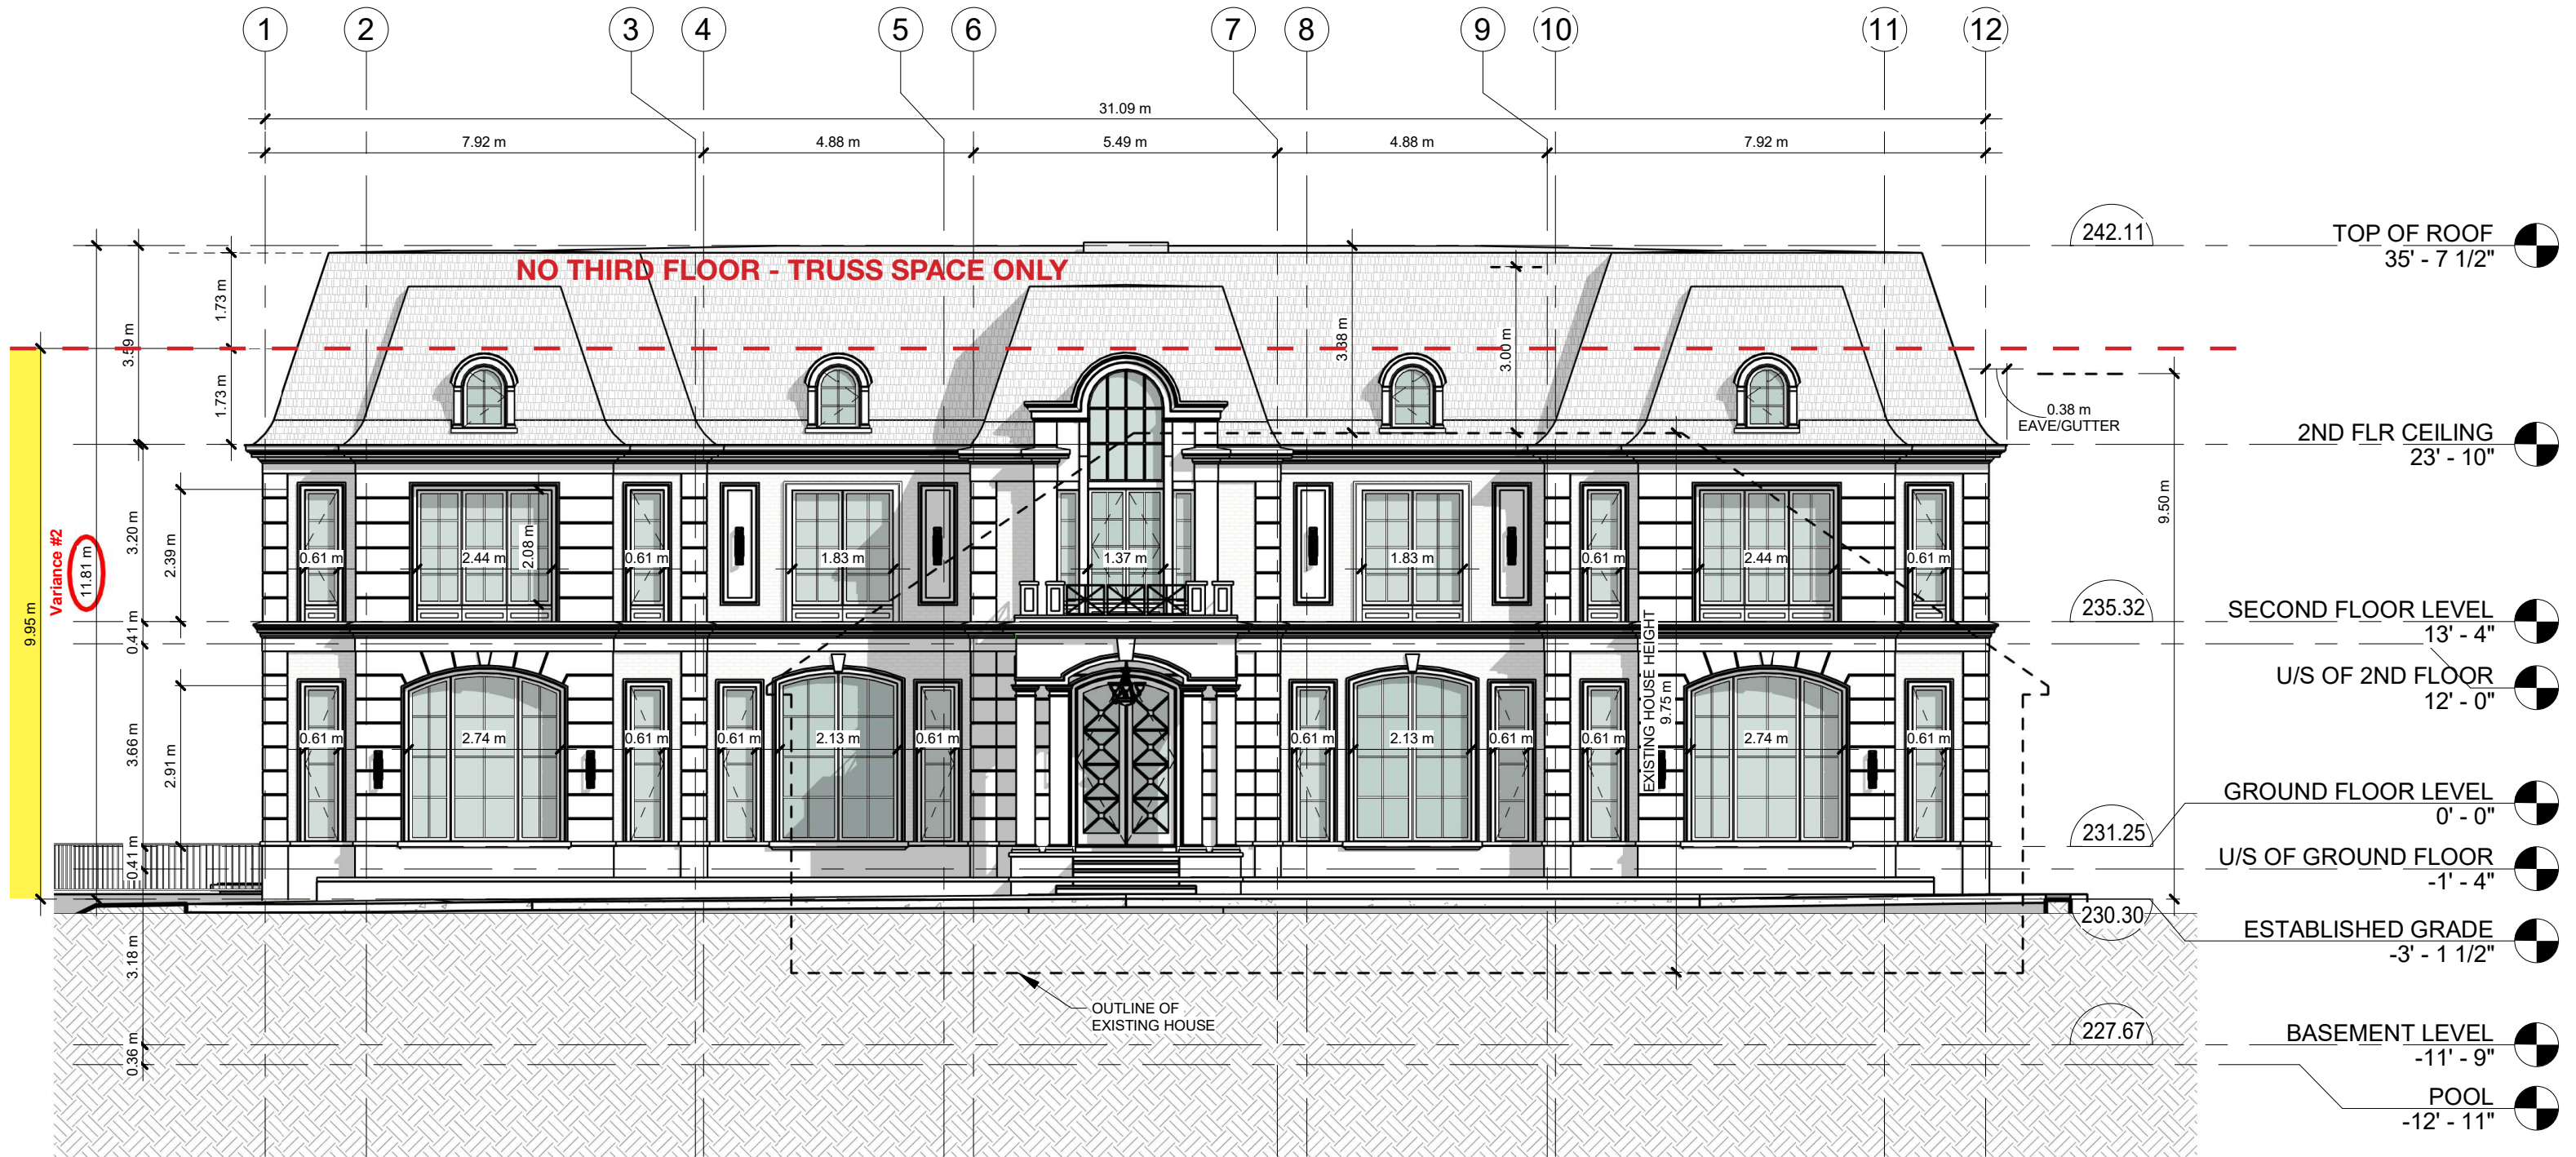 1 2 3 4 5 6 7 8 9 10 11 12
31.09 m
7.92 m 4.88 m 5.49 m 4.88 m 7.92 m
242.11
TOP OF ROOF
35' - 7 1/2"
NO THIRD FLOOR - TRUSS SPACE ONLY
1.73 m
3.59 m
3.38 m
3.00 m
1.73 m
0.38 m
EAVE/GUTTER
2ND FLR CEILING
23' - 10"
9.50 m
Variance #2
11.81 m
9.95 m
3.20 m
2.39 m
0.61 m 2.44 m 2.08 m 0.61 m 1.83 m 1.37 m 1.83 m 0.61 m 2.44 m 0.61 m
0.41 m
235.32
SECOND FLOOR LEVEL
13' - 4"
U/S OF 2ND FLOOR
12' - 0"
EXISTING HOUSE HEIGHT
9.75 m
3.66 m
2.91 m
0.61 m 2.74 m 0.61 m 0.61 m 2.13 m 0.61 m 0.61 m 2.13 m 0.61 m 0.61 m 2.74 m 0.61 m
GROUND FLOOR LEVEL
0' - 0"
231.25
0.41 m
U/S OF GROUND FLOOR
-1' - 4"
230.30
ESTABLISHED GRADE
-3' - 1 1/2"
3.18 m
OUTLINE OF
EXISTING HOUSE
227.67
BASEMENT LEVEL
-11' - 9"
0.36 m
POOL
-12' - 11"